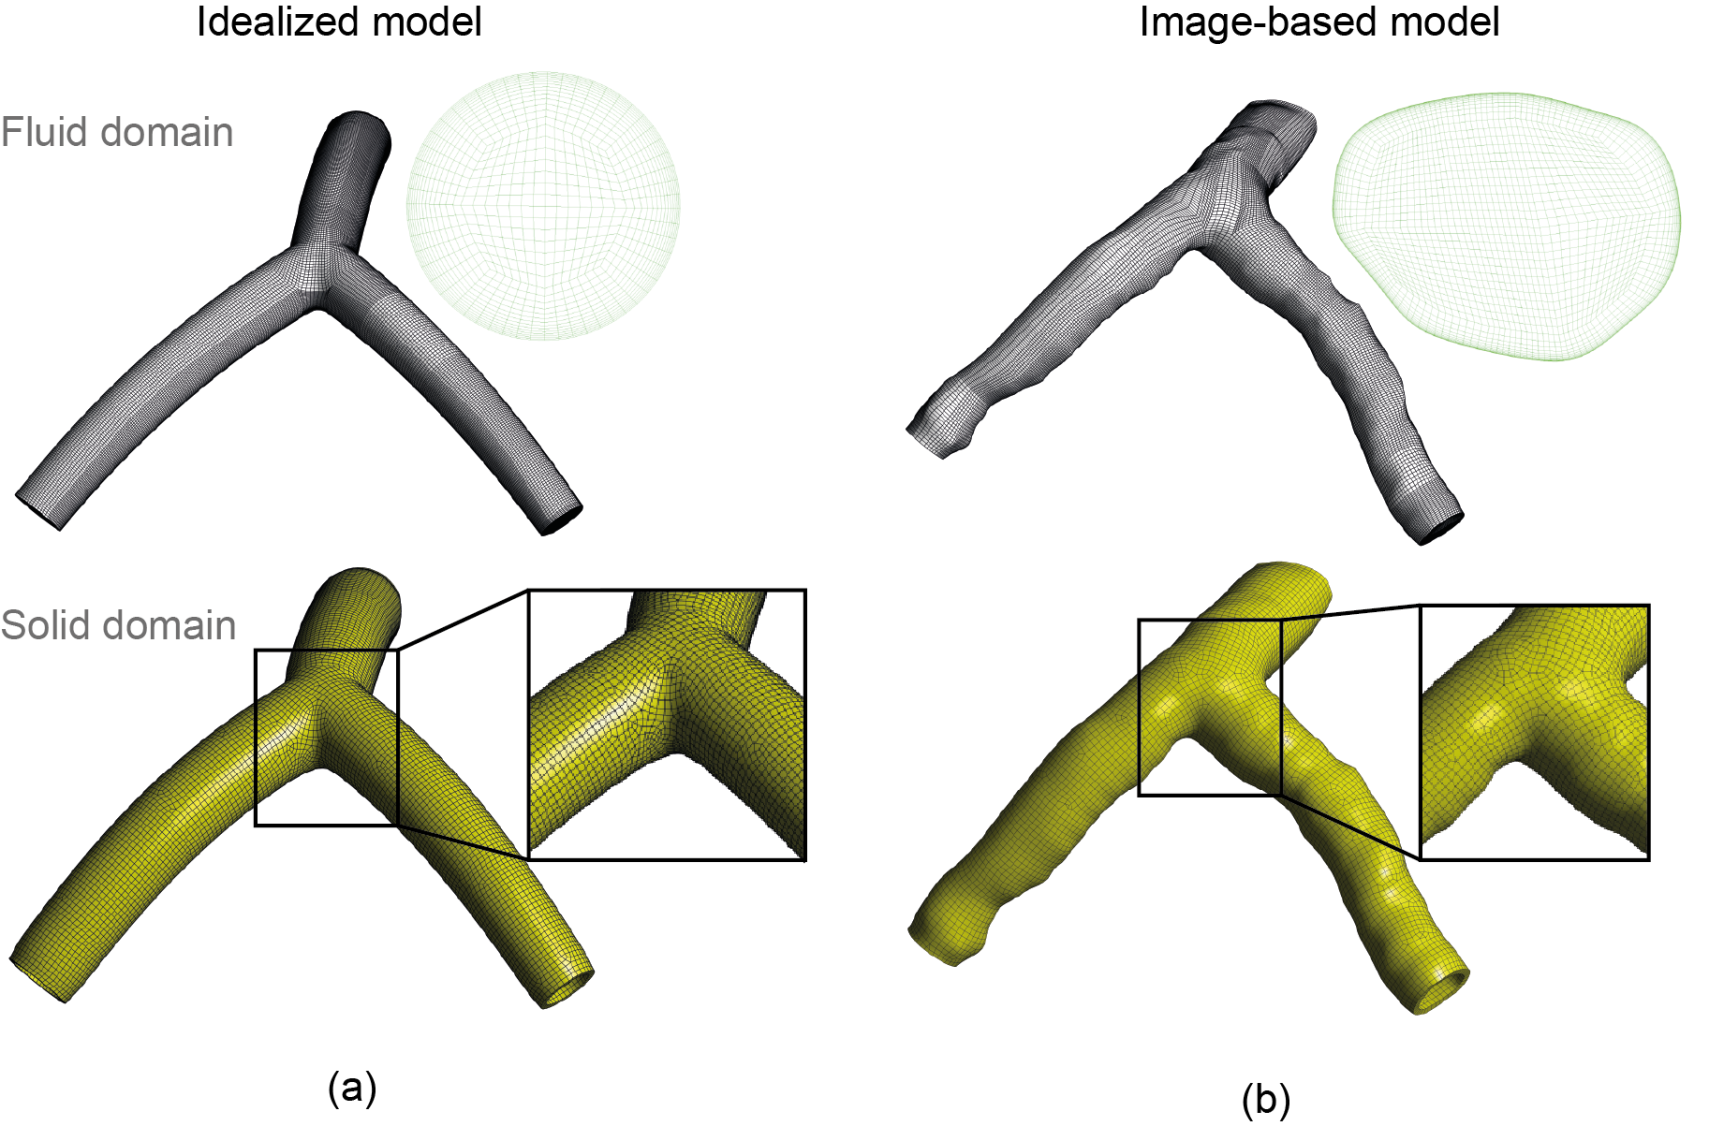 Idealized model
Image-based model
Fluid domain
Solid domain
(a)
(b)